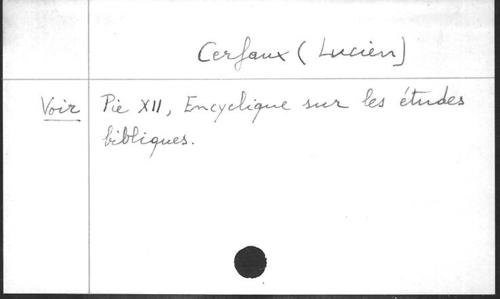 Cerfaux (Lucien)
Voir Pie XII, Encyclique sur les études
bibliques.